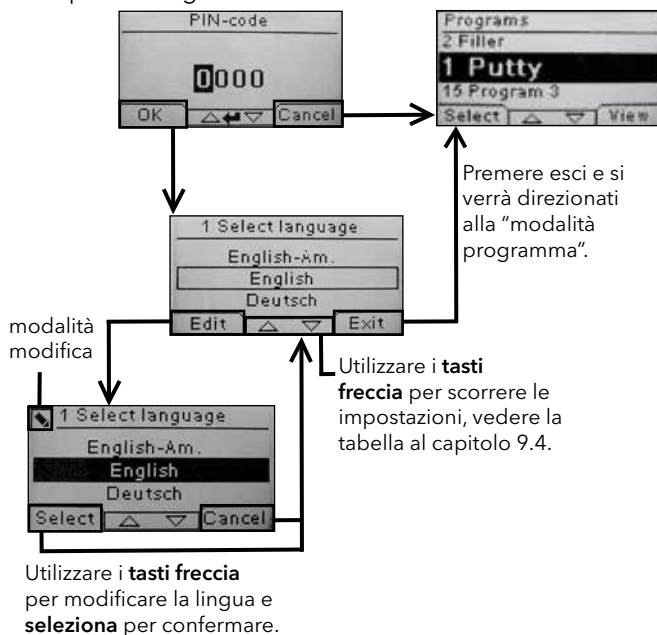 PIN-code
0000
OK
Cancel
Programs
2 Filler
1 Putty
15 Program 3
Select
View
Premere esci e si
verrà direzionati
alla “modalità
programma”.
1 Select language
English-Am.
English
Deutsch
Edit
Exit
modalità
modifica
Utilizzare i tasti
freccia per scorrere le
impostazioni, vedere la
tabella al capitolo 9.4.
1 Select language
English-Am.
English
Deutsch
Select
Cancel
Utilizzare i tasti freccia
per modificare la lingua e
seleziona per confermare.